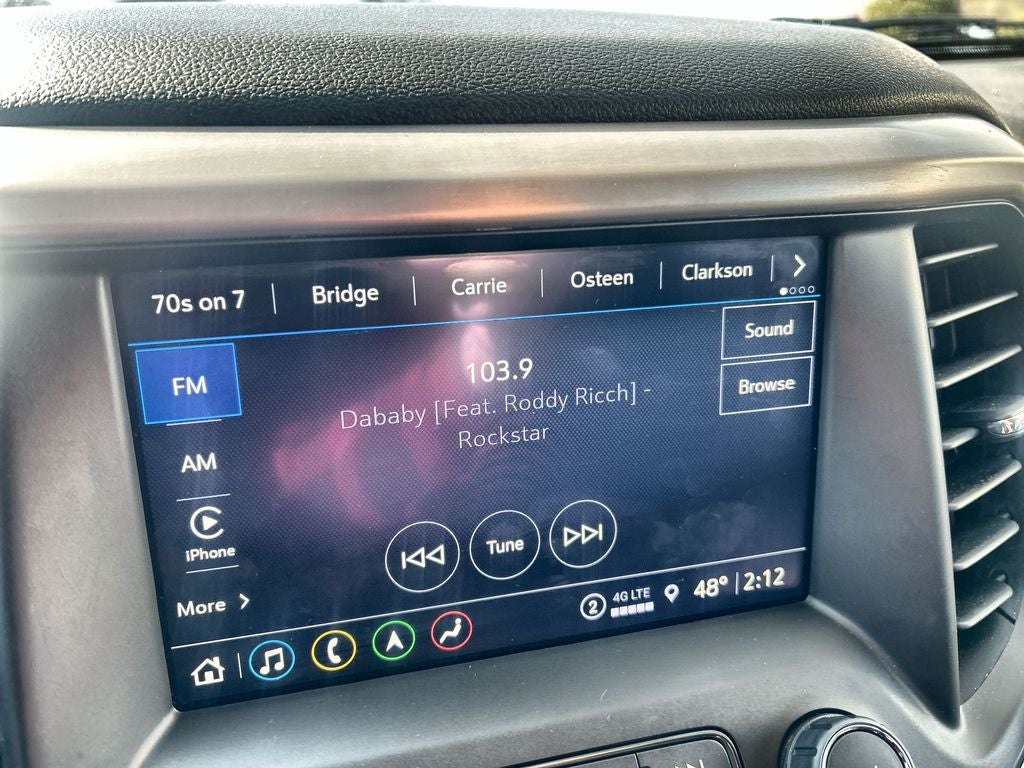 70s on 7 Bridge Carrie Osteen Clarkson
Sound
FM
103.9
Browse
Dababy [Feat. Roddy Ricch] -
Rockstar
AM
iPhone
Tune
More
2 4G LTE 48° 2:12